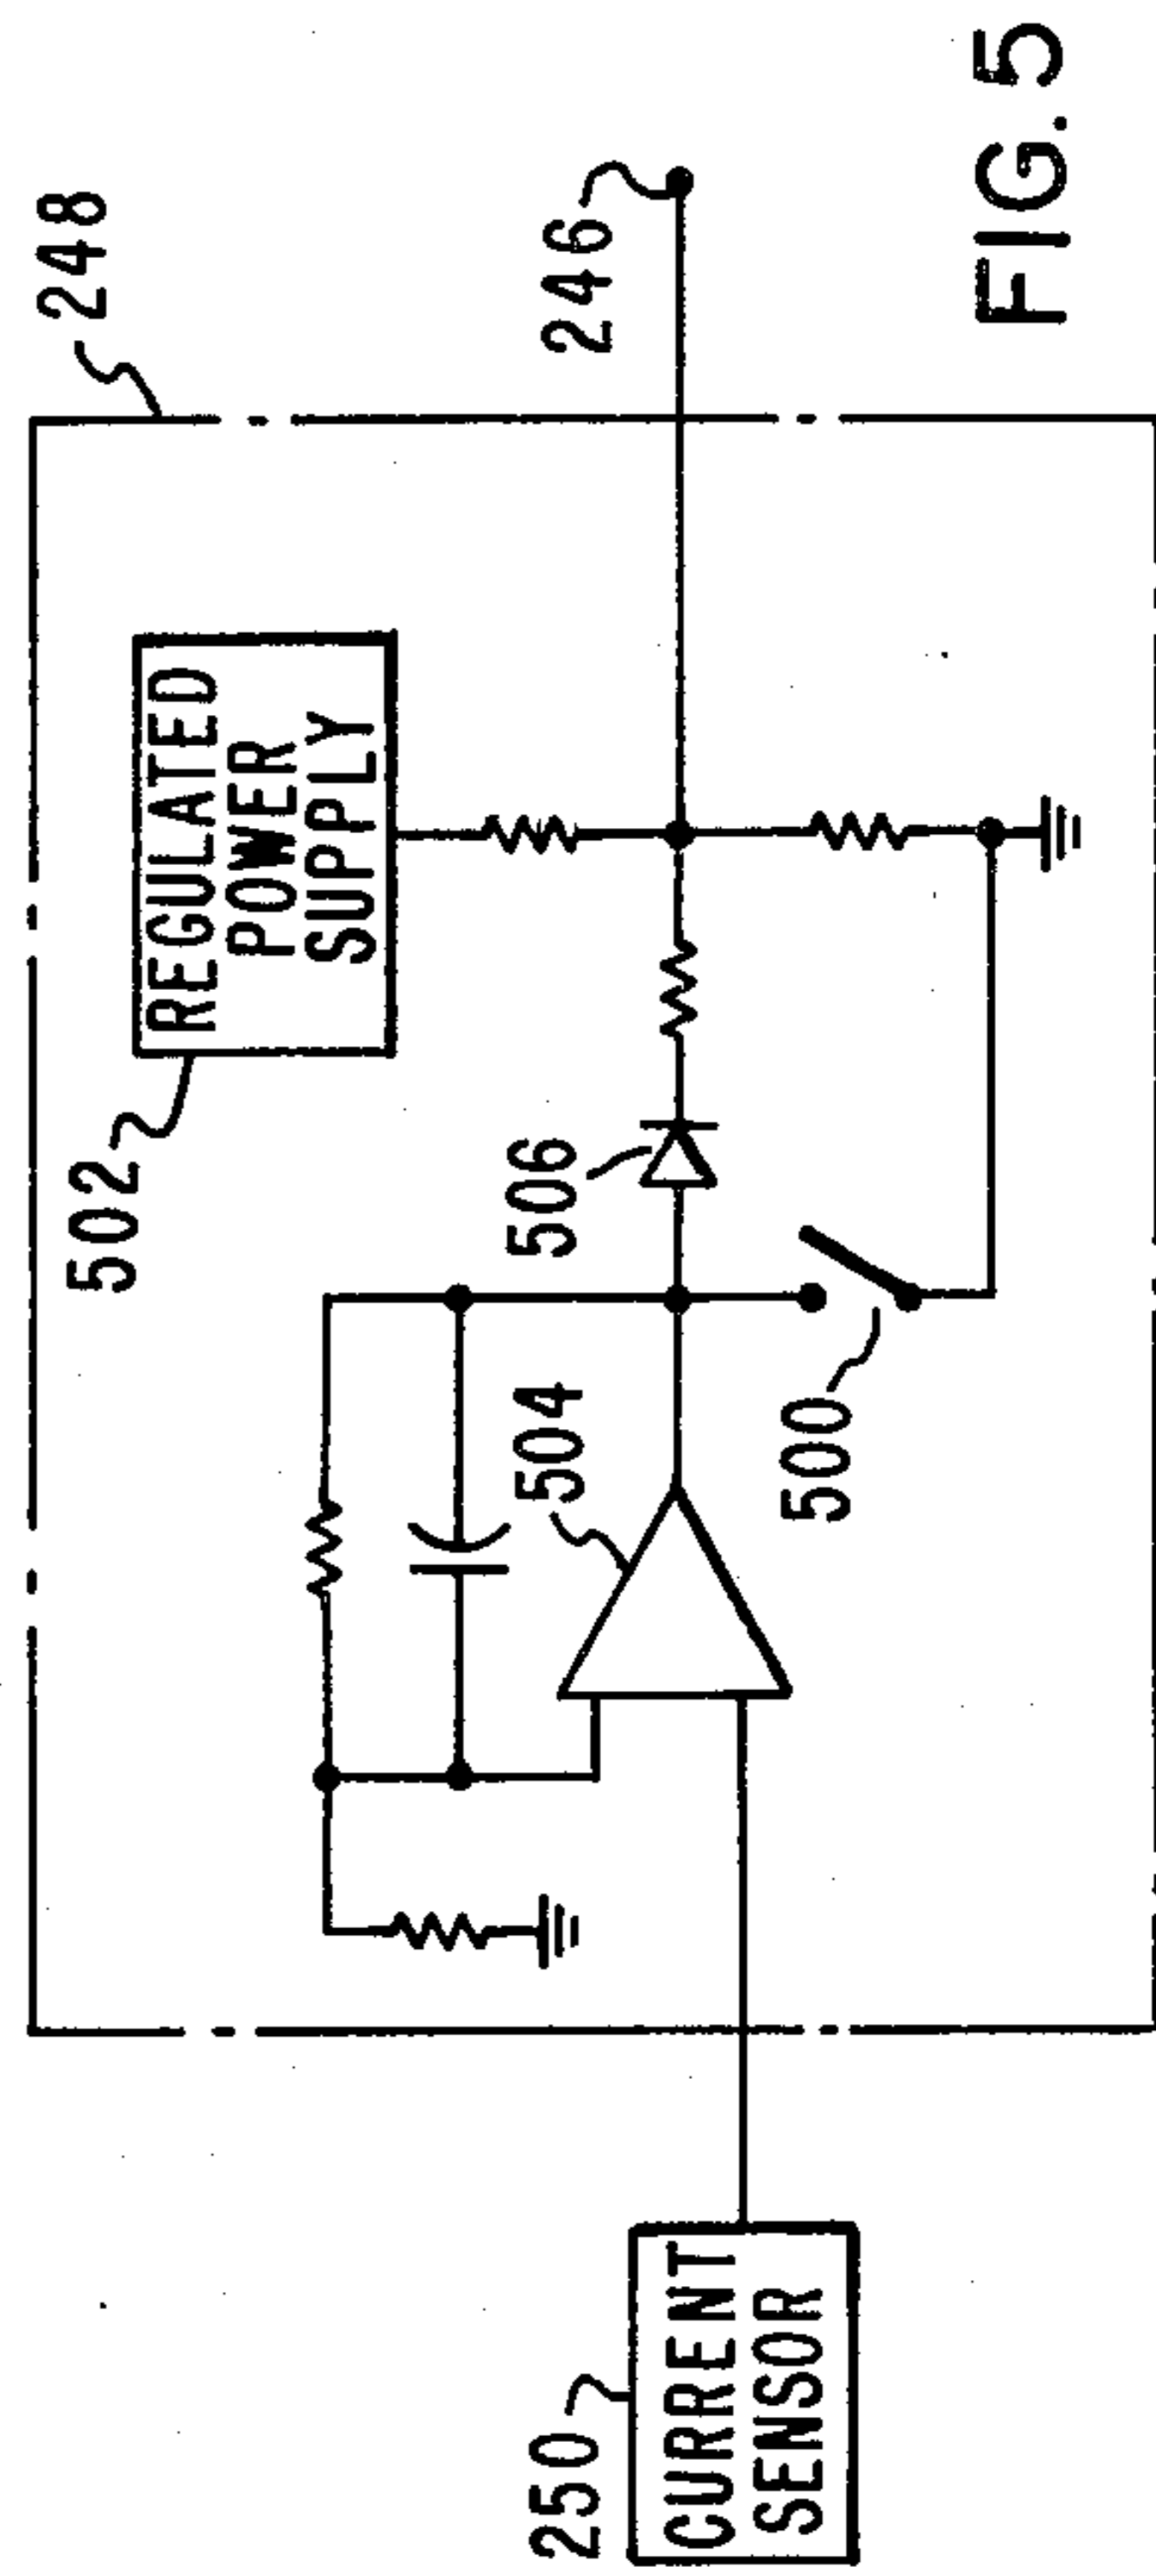 248
502
REGULATED
POWER
SUPPLY
246
506
504
500
250
CURRENT
SENSOR
FIG.5